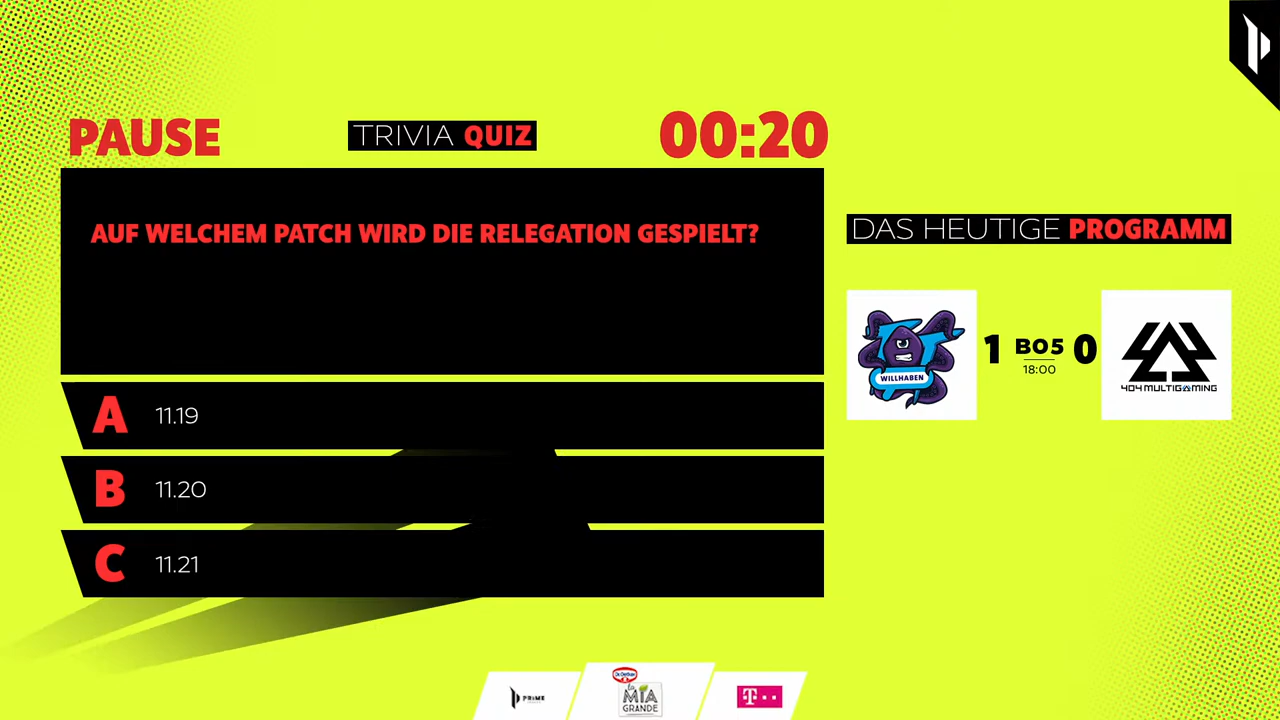 PAUSE
TRIVIA QUIZ
00:20
AUF WELCHEM PATCH WIRD DIE RELEGATION GESPIELT?
A 11.19
B 11.20
C 11.21
DAS HEUTIGE PROGRAMM
WILLHABEN
1 BO5 0
18:00
404 MULTIGAMING
PRIME
Dr. Oetker
la
MIA
GRANDE
T